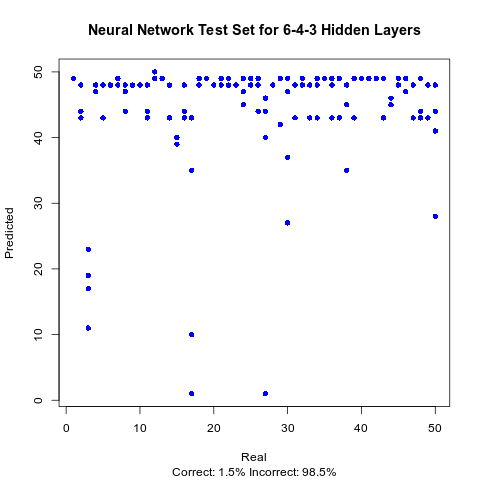 Neural Network Test Set for 6-4-3 Hidden Layers
50
40
30
20
10
0
Predicted
0 10 20 30 40 50
Real
Correct: 1.5% Incorrect: 98.5%